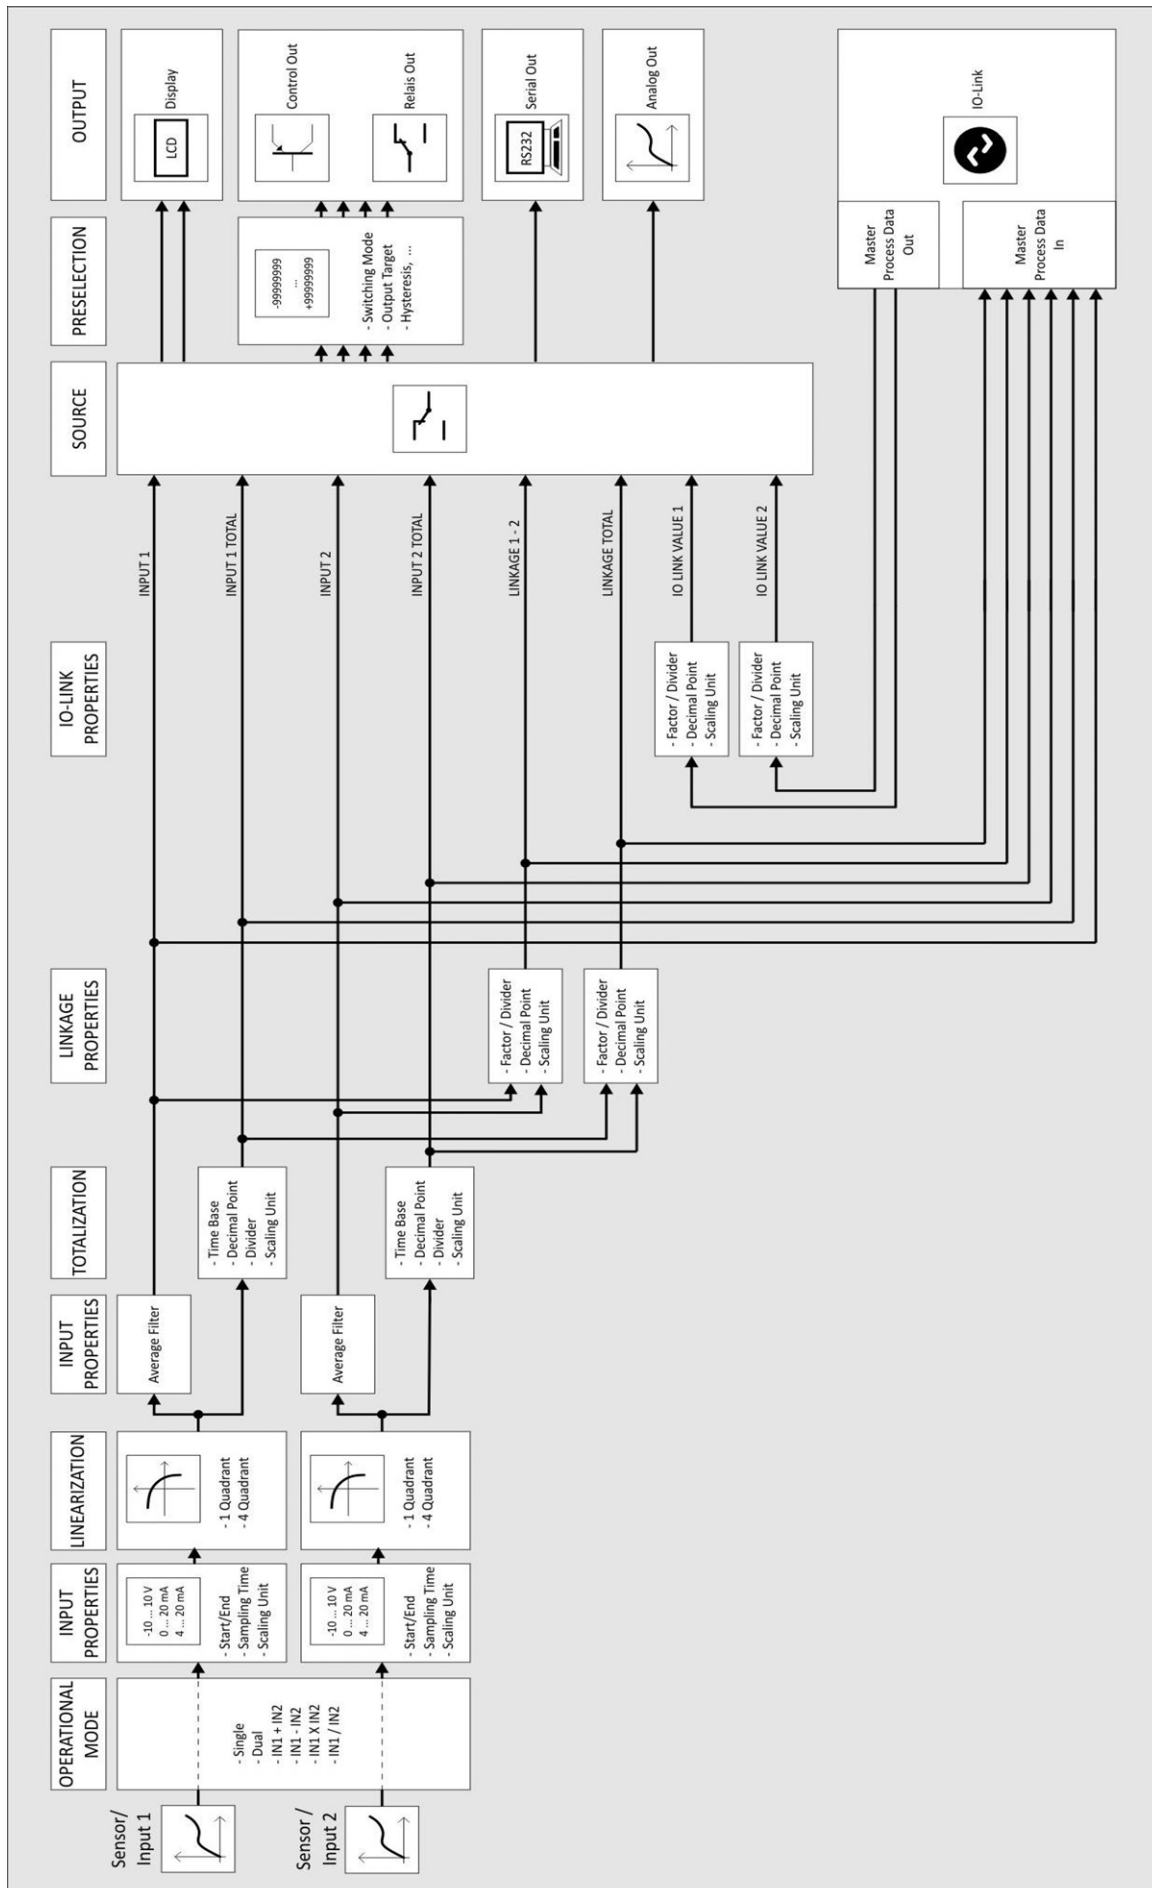 OPERATIONAL
MODE
INPUT
PROPERTIES
LINEARIZATION
INPUT
PROPERTIES
TOTALIZATION
LINKAGE
PROPERTIES
IO-LINK
PROPERTIES
SOURCE
PRESELECTION
OUTPUT
Sensor/
Input 1
Sensor /
Input 2
- Single
- Dual
- IN1 + IN2
- IN1 - IN2
- IN1 X IN2
- IN1 / IN2
-10 ... 10 V
0 ... 20 mA
4 ... 20 mA
- Start/End
- Sampling Time
- Scaling Unit
-10 ... 10 V
0 ... 20 mA
4 ... 20 mA
- Start/End
- Sampling Time
- Scaling Unit
- 1 Quadrant
- 4 Quadrant
- 1 Quadrant
- 4 Quadrant
Average Filter
Average Filter
- Time Base
- Decimal Point
- Divider
- Scaling Unit
- Time Base
- Decimal Point
- Divider
- Scaling Unit
- Factor / Divider
- Decimal Point
- Scaling Unit
- Factor / Divider
- Decimal Point
- Scaling Unit
- Factor / Divider
- Decimal Point
- Scaling Unit
- Factor / Divider
- Decimal Point
- Scaling Unit
INPUT 1
INPUT 1 TOTAL
INPUT 2
INPUT 2 TOTAL
LINKAGE 1 - 2
LINKAGE TOTAL
IO LINK VALUE 1
IO LINK VALUE 2
-99999999
...
+99999999
- Switching Mode
- Output Target
- Hysteresis, ...
LCD
Display
Control Out
Relais Out
RS232
Serial Out
Analog Out
Master
Process Data
Out
Master
Process Data
In
IO-Link